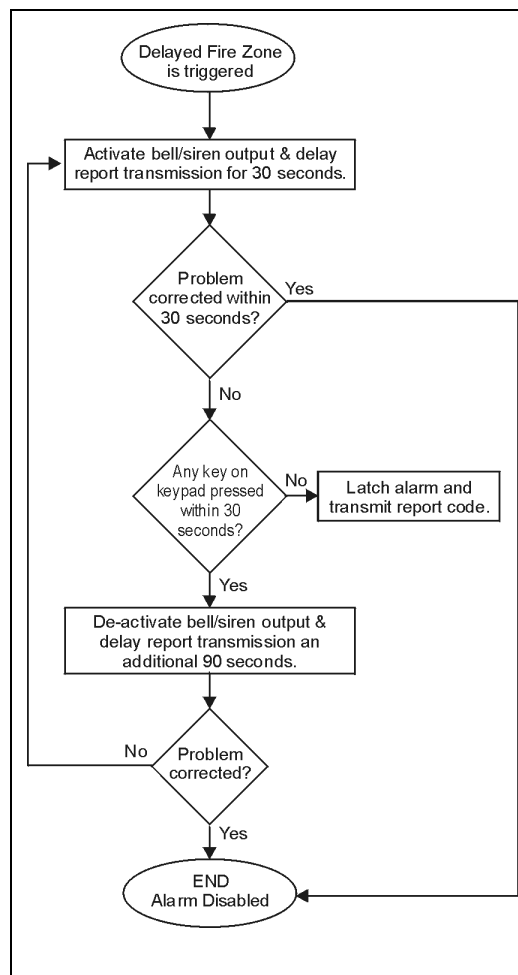 Delayed Fire Zone
is triggered
Activate bell/siren output & delay
report transmission for 30 seconds.
Problem
corrected within
30 seconds?
Yes
No
Any key on
keypad pressed
within 30
seconds?
No
Latch alarm and
transmit report code.
Yes
De-activate bell/siren output &
delay report transmission an
additional 90 seconds.
No
Problem
corrected?
Yes
END
Alarm Disabled